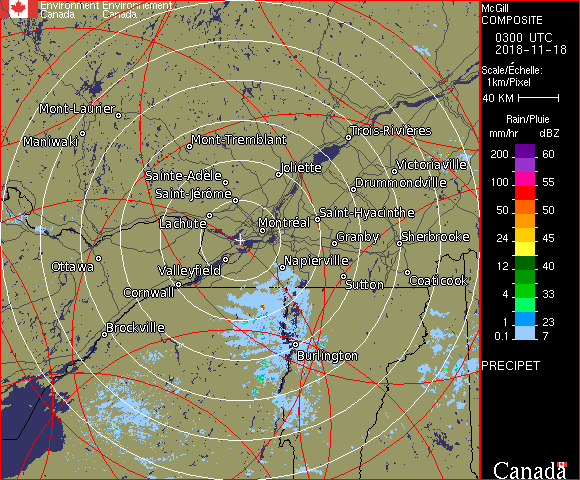 Environment Environnement
Canada Canada
McGill
COMPOSITE
0300 UTC
2018-11-18
Scale/Échelle:
1km/Pixel
40 KM
Rain/Pluie
mm/hr dBZ
200 60
150 57
100 55
50 50
24 45
12 40
4 33
1 23
0.1 7
PRECIPET
Canada
Mont-Laurier
Maniwaki
Mont-Tremblant
Trois-Rivières
Joliette
Victoriaville
Sainte-Adèle
Drummondville
Saint-Jérôme
Lachute
Saint-Hyacinthe
Montréal
Granby
Sherbrooke
Ottawa
Valleyfield
Napierville
Cornwall
Sutton
Coaticook
Brockville
Burlington